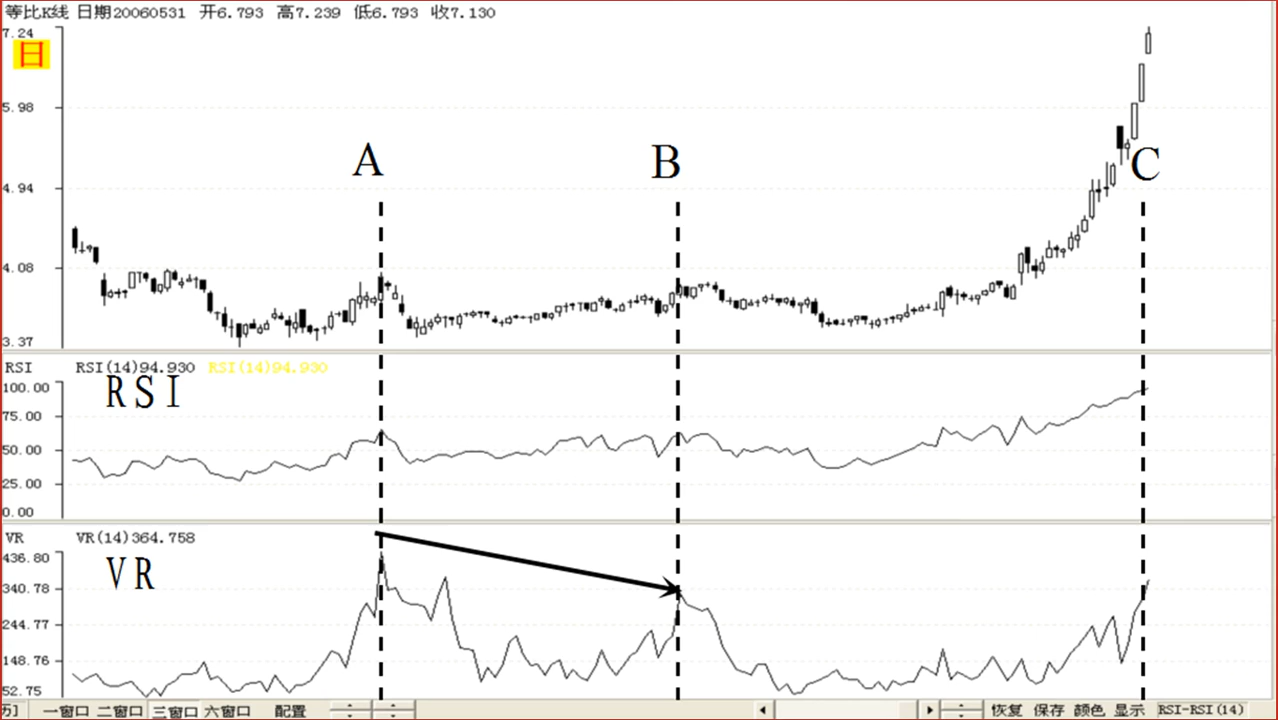 等比K线 日期20060531 开6.793 高7.239 低6.793 收7.130
7.24
日
5.98
A B C
4.94
4.08
3.37
RSI RSI(14)94.930 RSI(14)94.930
100.00
RSI
75.00
50.00
25.00
0.00
VR VR(14)364.758
436.80
VR
340.78
244.77
148.76
52.75
历] 一窗口 二窗口 三窗口 六窗口 配置 恢复 保存 颜色 显示 RSI-RSI(14)